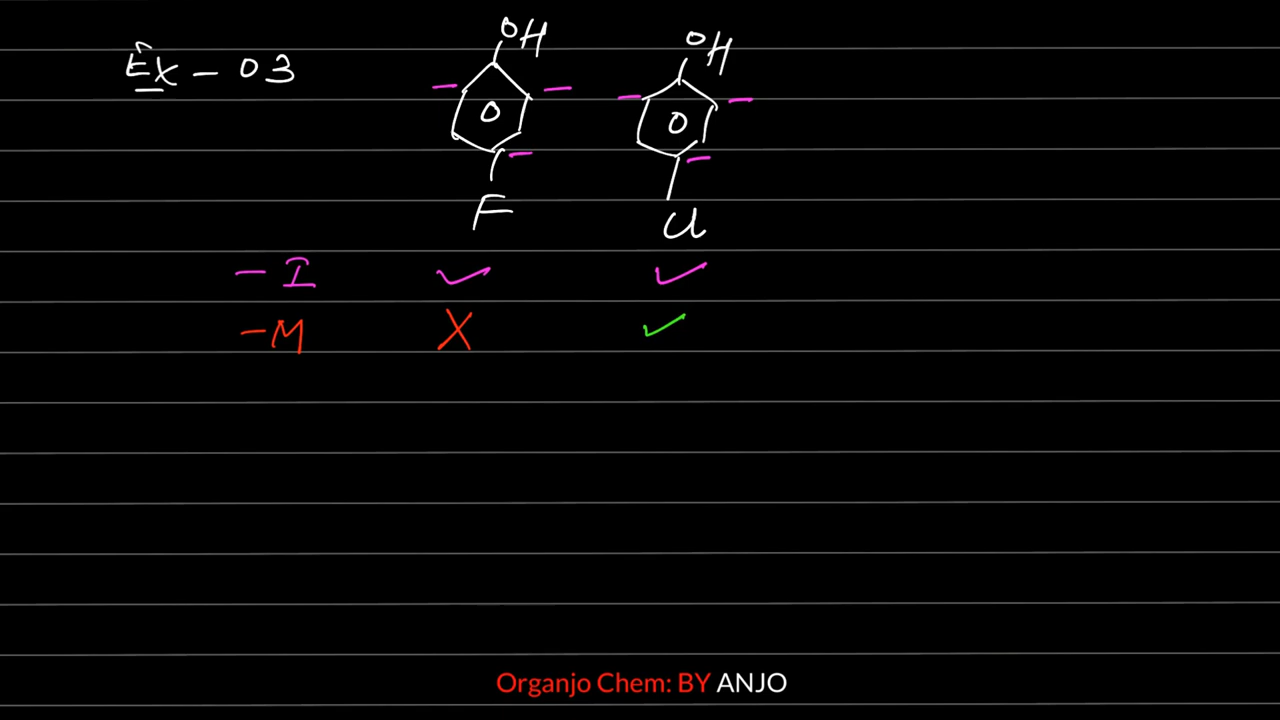 Ex - 03
OH OH
F Cl
- I ✓ ✓
-M X ✓
Organjo Chem: BY ANJO